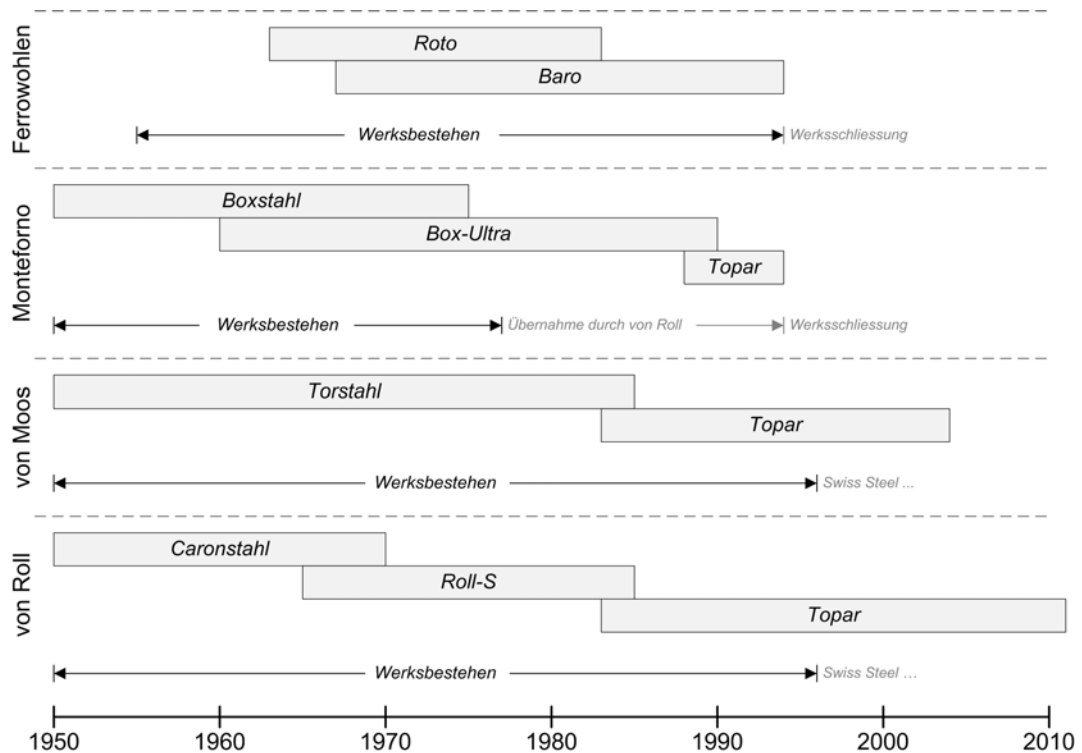 Ferrowohlen
Roto
Baro
Werksbestehen
Werksschliessung
Monteforno
Boxstahl
Box-Ultra
Topar
Werksbestehen
Übernahme durch von Roll
Werksschliessung
von Moos
Torstahl
Topar
Werksbestehen
Swiss Steel ...
von Roll
Caronstahl
Roll-S
Topar
Werksbestehen
Swiss Steel ...
1950 1960 1970 1980 1990 2000 2010